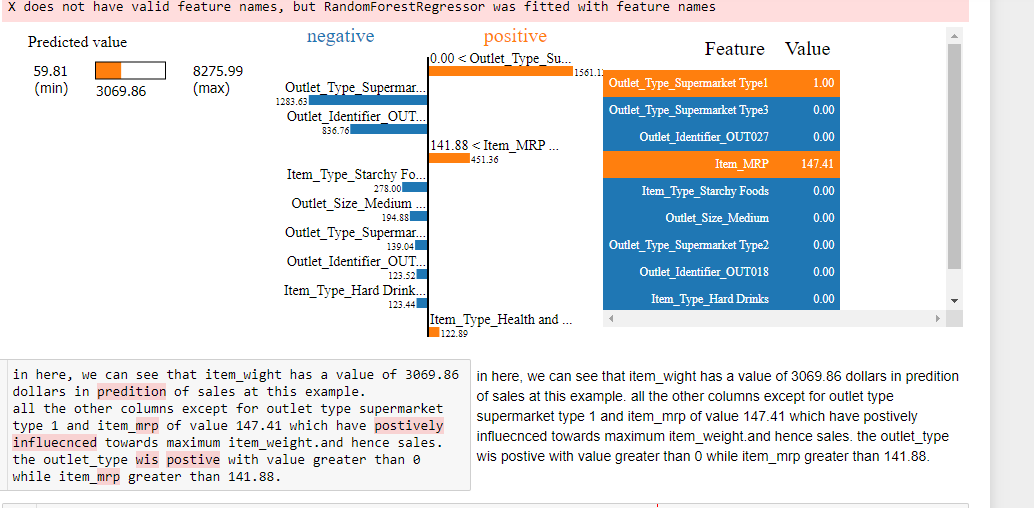 X does not have valid feature names, but RandomForestRegressor was fitted with feature names
Predicted value
59.81
(min)
3069.86
8275.99
(max)
negative
positive
0.00 < Outlet_Type_Su...
Outlet_Type_Supermar...
1283.63
Outlet_Identifier_OUT...
836.76
141.88 < Item_MRP ...
451.36
Item_Type_Starchy Fo...
278.00
Outlet_Size_Medium ...
194.88
Outlet_Type_Supermar...
139.04
Outlet_Identifier_OUT...
123.52
Item_Type_Hard Drink...
123.44
Item_Type_Health and ...
122.89
Feature Value
Outlet_Type_Supermarket Type1 1.00
Outlet_Type_Supermarket Type3 0.00
Outlet_Identifier_OUT027 0.00
Item_MRP 147.41
Item_Type_Starchy Foods 0.00
Outlet_Size_Medium 0.00
Outlet_Type_Supermarket Type2 0.00
Outlet_Identifier_OUT018 0.00
Item_Type_Hard Drinks 0.00
in here, we can see that item_wight has a value of 3069.86
dollars in predition of sales at this example.
all the other columns except for outlet type supermarket
type 1 and item_mrp of value 147.41 which have postively
influecnced towards maximum item_weight.and hence sales.
the outlet_type wis postive with value greater than 0
while item_mrp greater than 141.88.
in here, we can see that item_wight has a value of 3069.86 dollars in predition
of sales at this example. all the other columns except for outlet type
supermarket type 1 and item_mrp of value 147.41 which have postively
influecnced towards maximum item_weight.and hence sales. the outlet_type
wis postive with value greater than 0 while item_mrp greater than 141.88.